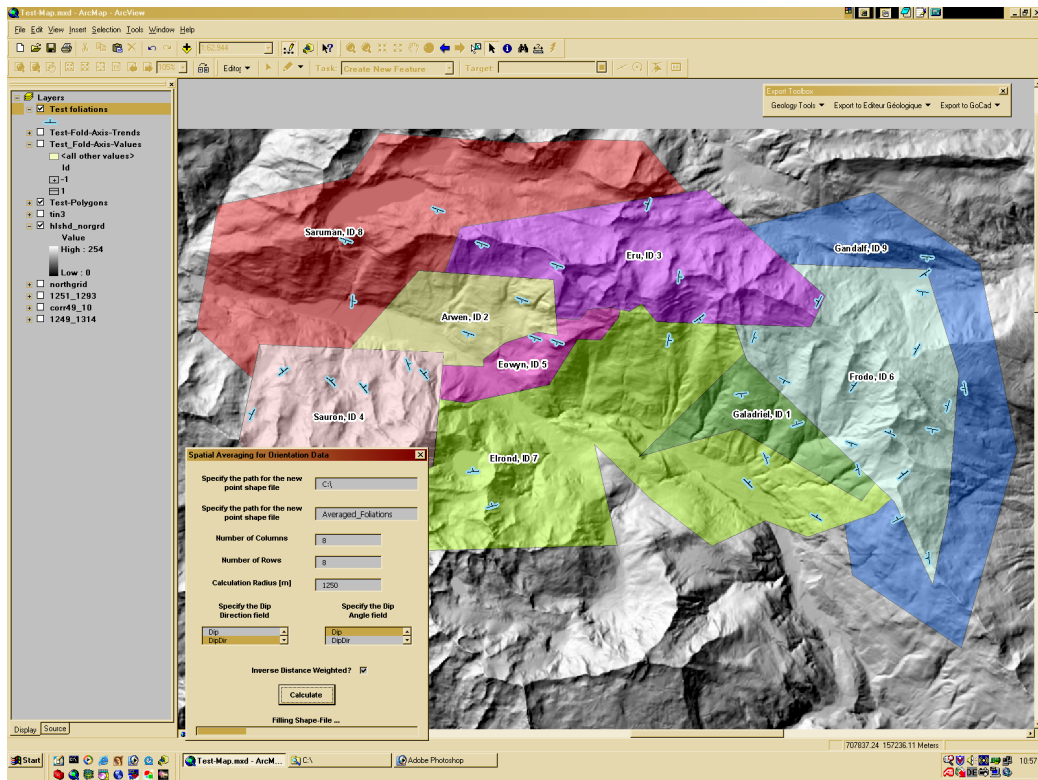 Test-Map.mxd - ArcMap - ArcView
File Edit View Insert Selection Tools Window Help
1:62,944
105%
Editor
Task: Create New Feature
Target:
Layers
Test foliations
Test-Fold-Axis-Trends
Test_Fold-Axis-Values
<all other values>
Id
-1
1
Test-Polygons
tin3
hlshd_norgrd
Value
High : 254
Low : 0
northgrid
1251_1293
corr49_10
1249_1314
Display Source
Export Toolbox
Geology Tools Export to Editeur Géologique Export to GoCad
Saruman, ID 8
Eru, ID 3
Gandalf, ID 9
Arwen, ID 2
Eowyn, ID 5
Frodo, ID 6
Sauron, ID 4
Galadriel, ID 1
Elrond, ID 7
Spatial Averaging for Orientation Data
Specify the path for the new point shape file
C:\
Specify the path for the new point shape file
Averaged_Foliations
Number of Columns
8
Number of Rows
8
Calculation Radius [m]
1250
Specify the Dip Direction field
Dip
DipDir
Specify the Dip Angle field
Dip
DipDir
Inverse Distance Weighted?
Calculate
Filling Shape-File ...
707837.24 157236.11 Meters
Start
Test-Map.mxd - ArcM...
C:\
Adobe Photoshop
DE
10:57